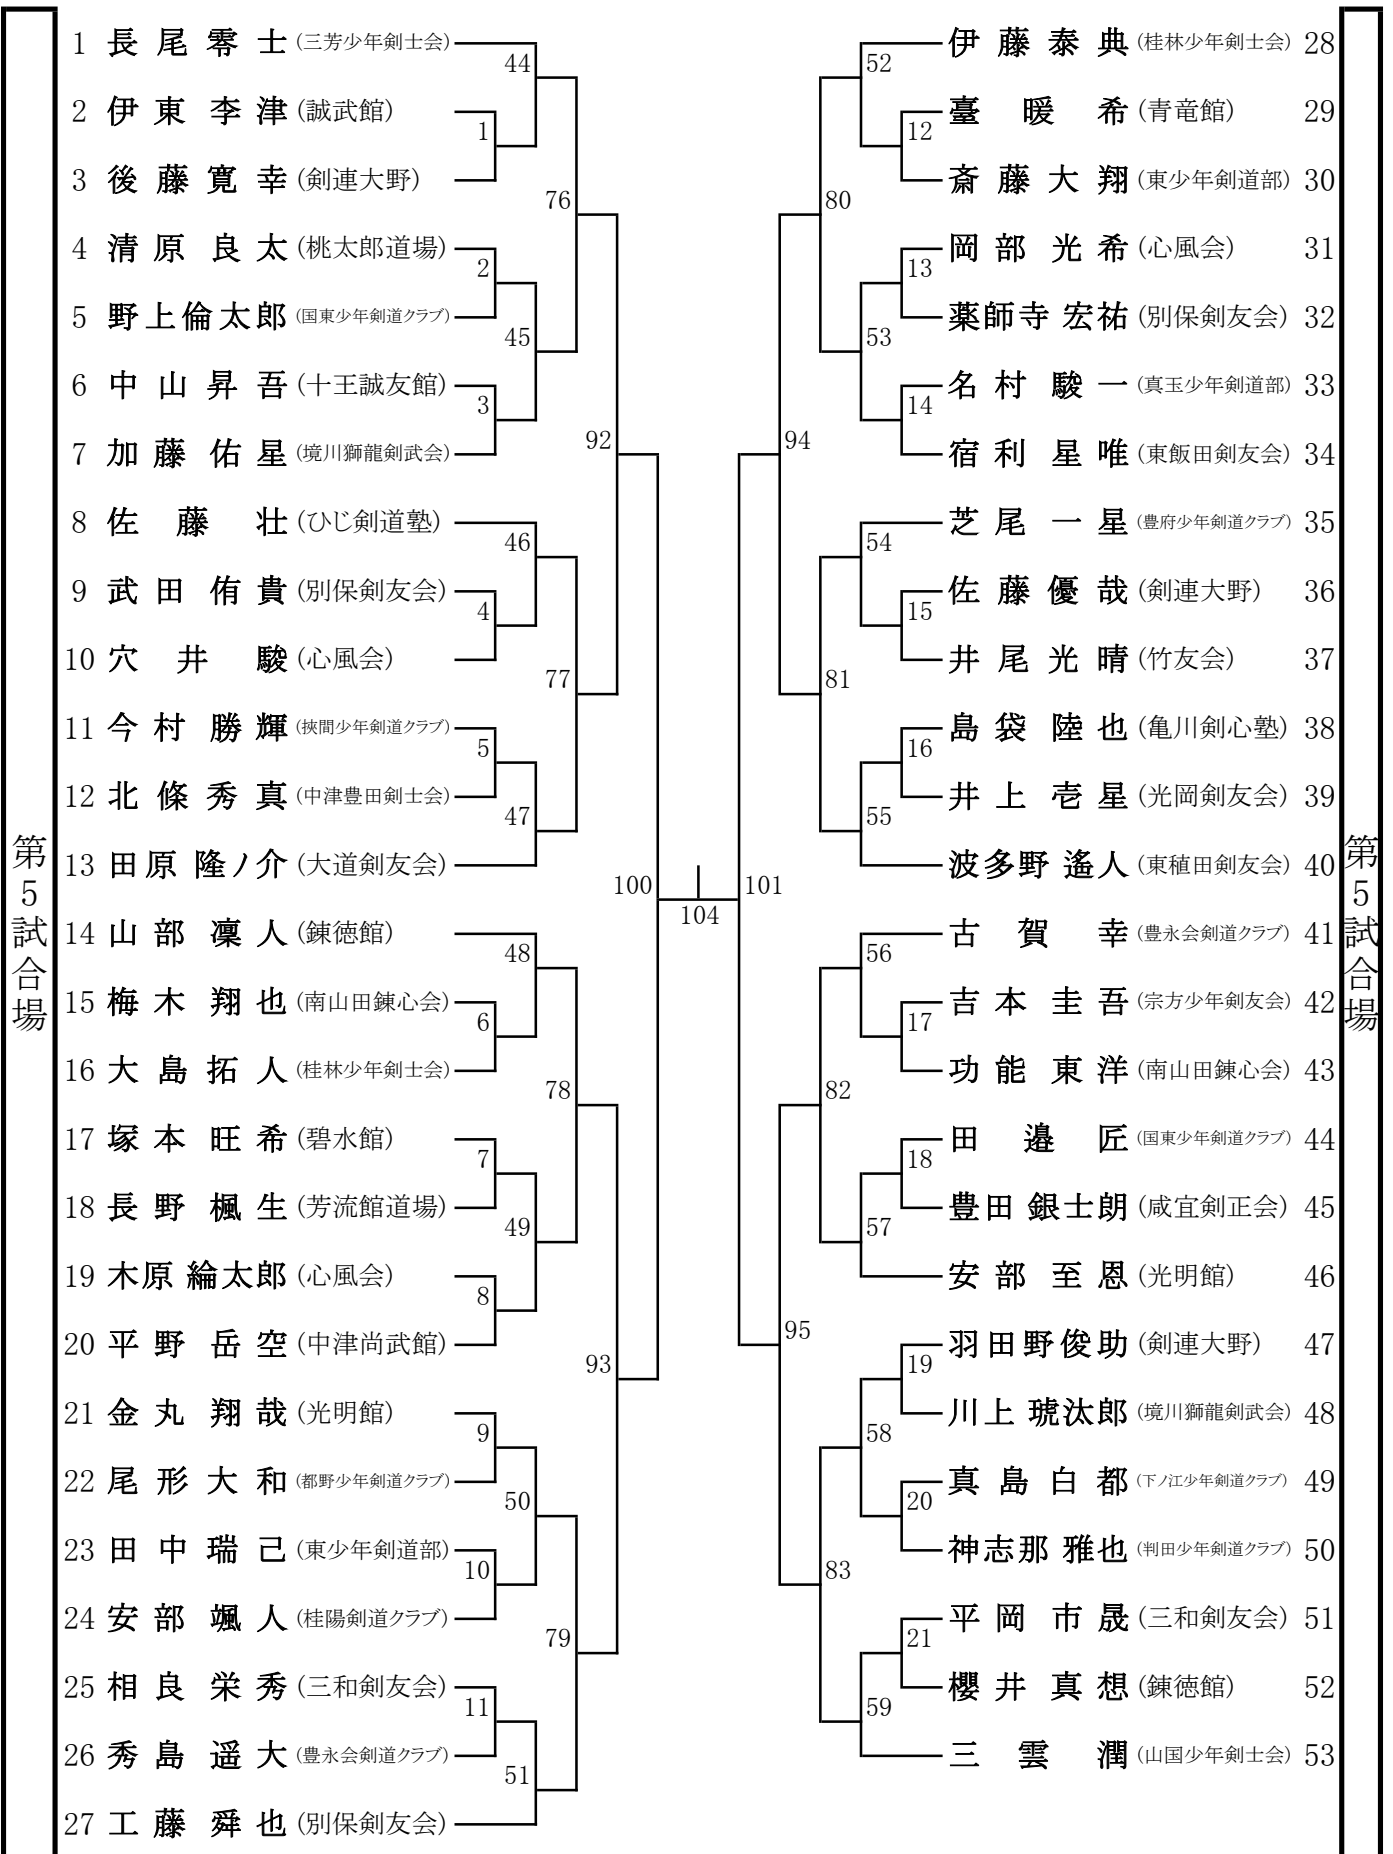 第5試合場
1 長尾零士 (三芳少年剣士会)
2 伊東李津 (誠武館)
3 後藤寛幸 (剣連大野)
4 清原良太 (桃太郎道場)
5 野上倫太郎 (国東少年剣道クラブ)
6 中山昇吾 (十王誠友館)
7 加藤佑星 (境川獅龍剣武会)
8 佐藤壮 (ひじ剣道塾)
9 武田侑貴 (別保剣友会)
10 穴井駿 (心風会)
11 今村勝輝 (挾間少年剣道クラブ)
12 北條秀真 (中津豊田剣士会)
13 田原隆ノ介 (大道剣友会)
14 山部凜人 (錬徳館)
15 梅木翔也 (南山田錬心会)
16 大島拓人 (桂林少年剣士会)
17 塚本旺希 (碧水館)
18 長野楓生 (芳流館道場)
19 木原綸太郎 (心風会)
20 平野岳空 (中津尚武館)
21 金丸翔哉 (光明館)
22 尾形大和 (都野少年剣道クラブ)
23 田中瑞己 (東少年剣道部)
24 安部颯人 (桂陽剣道クラブ)
25 相良栄秀 (三和剣友会)
26 秀島遥大 (豊永会剣道クラブ)
27 工藤舜也 (別保剣友会)
44
1
76
2
45
3
92
46
4
77
5
47
100
48
6
78
7
49
8
93
9
50
10
79
11
51
104
52
12
80
13
53
14
94
54
15
81
16
55
101
56
17
82
18
57
95
19
58
20
83
21
59
伊藤泰典 (桂林少年剣士会) 28
臺暖希 (青竜館) 29
斎藤大翔 (東少年剣道部) 30
岡部光希 (心風会) 31
薬師寺宏祐 (別保剣友会) 32
名村駿一 (真玉少年剣道部) 33
宿利星唯 (東飯田剣友会) 34
芝尾一星 (豊府少年剣道クラブ) 35
佐藤優哉 (剣連大野) 36
井尾光晴 (竹友会) 37
島袋陸也 (亀川剣心塾) 38
井上壱星 (光岡剣友会) 39
波多野遙人 (東稙田剣友会) 40
古賀幸 (豊永会剣道クラブ) 41
吉本圭吾 (宗方少年剣友会) 42
功能東洋 (南山田錬心会) 43
田邉匠 (国東少年剣道クラブ) 44
豊田銀士朗 (咸宜剣正会) 45
安部至恩 (光明館) 46
羽田野俊助 (剣連大野) 47
川上琥汰郎 (境川獅龍剣武会) 48
真島白都 (下ノ江少年剣道クラブ) 49
神志那雅也 (判田少年剣道クラブ) 50
平岡市晟 (三和剣友会) 51
櫻井真想 (錬徳館) 52
三雲潤 (山国少年剣士会) 53
第5試合場